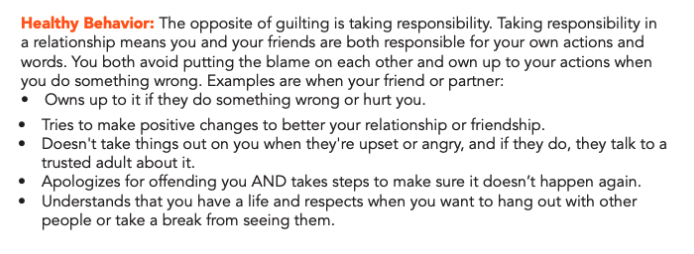 Healthy Behavior: The opposite of guilting is taking responsibility. Taking responsibility in
a relationship means you and your friends are both responsible for your own actions and
words. You both avoid putting the blame on each other and own up to your actions when
you do something wrong. Examples are when your friend or partner:
• Owns up to it if they do something wrong or hurt you.
• Tries to make positive changes to better your relationship or friendship.
• Doesn't take things out on you when they're upset or angry, and if they do, they talk to a
trusted adult about it.
• Apologizes for offending you AND takes steps to make sure it doesn't happen again.
• Understands that you have a life and respects when you want to hang out with other
people or take a break from seeing them.